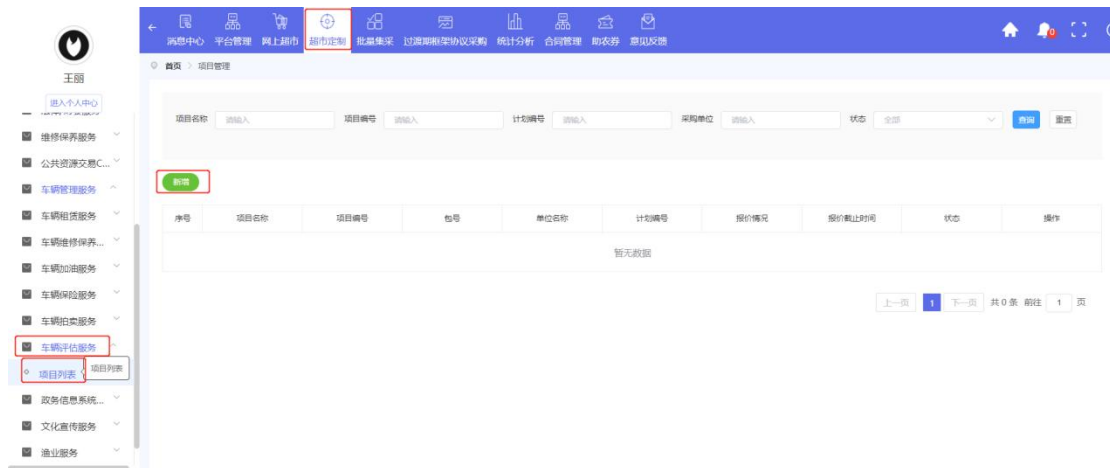 消息中心 平台管理 网上超市 超市定制 批量集采 过渡期框架协议采购 统计分析 合同管理 助农券 意见反馈
王丽
进入个人中心
首页 > 项目管理
项目名称 请输入 项目编号 请输入 计划编号 请输入 采购单位 请输入 状态 全部 查询 重置
新增
序号 项目名称 项目编号 包号 单位名称 计划编号 报价情况 报价截止时间 状态 操作
暂无数据
上一页 1 下一页 共 0 条 前往 1 页
维修保养服务
公共资源交易C...
车辆管理服务
车辆租赁服务
车辆维修保养...
车辆加油服务
车辆保险服务
车辆拍卖服务
车辆评估服务
项目列表 项目列表
政务信息系统...
文化宣传服务
渔业服务